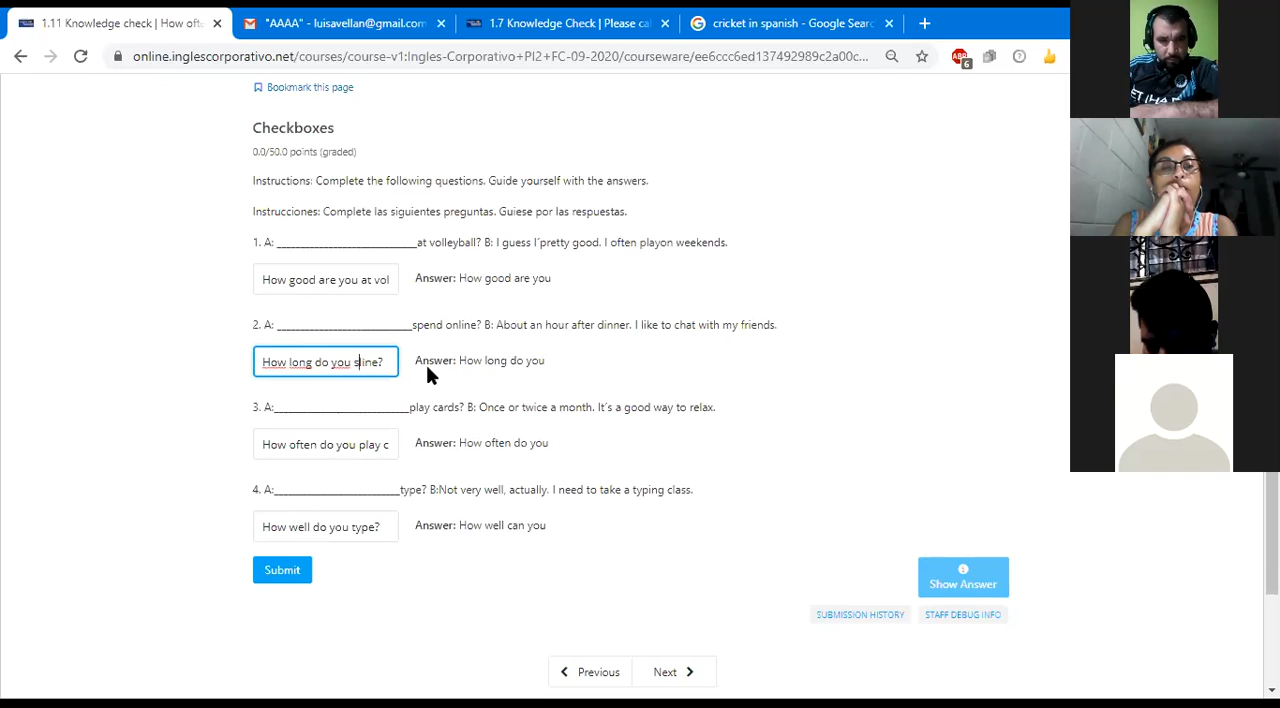 1.11 Knowledge check | How ofte
"AAAA" - luisavellan@gmail.com
1.7 Knowledge Check | Please cal
cricket in spanish - Google Searc
online.inglescorporativo.net/courses/course-v1:Ingles-Corporativo+PI2+FC-09-2020/courseware/ee6ccc6ed137492989c2a00c...
6
Bookmark this page
Checkboxes
0.0/50.0 points (graded)
Instructions: Complete the following questions. Guide yourself with the answers.
Instrucciones: Complete las siguientes preguntas. Guiese por las respuestas.
1. A: ____________________________at volleyball? B: I guess I´pretty good. I often playon weekends.
How good are you at vol
Answer: How good are you
2. A: ___________________________spend online? B: About an hour after dinner. I like to chat with my friends.
How long do you sline?
Answer: How long do you
3. A:___________________________play cards? B: Once or twice a month. It´s a good way to relax.
How often do you play c
Answer: How often do you
4. A:_________________________type? B:Not very well, actually. I need to take a typing class.
How well do you type?
Answer: How well can you
Submit
Show Answer
SUBMISSION HISTORY
STAFF DEBUG INFO
Previous
Next